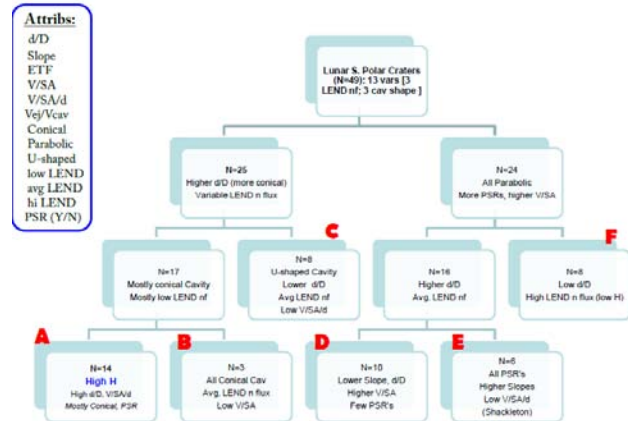 Attribs:
d/D
Slope
ETF
V/SA
V/SA/d
Vej/Vcav
Conical
Parabolic
U-shaped
low LEND
avg LEND
hi LEND
PSR (Y/N)
Lunar S. Polar Craters
(N=49): 13 vars [3
LEND nf; 3 cav shape ]
N=25
Higher d/D (more conical)
Variable LEND n flux
N=24
All Parabolic
More PSRs, higher V/SA
C
F
N=17
Mostly conical Cavity
Mostly low LEND nf
N=8
U-shaped Cavity
Lower d/D
Avg LEND nf
Low V/SA/d
N=16
Higher d/D
Avg. LEND nf
N=8
Low d/D
High LEND n flux (low H)
A
B
D
E
N=14
High H
High d/D, V/SA/d
Mostly Conical, PSR
N=3
All Conical Cav
Avg. LEND n flux
Low V/SA
N=10
Lower Slope, d/D
Higher V/SA
Few PSR's
N=6
All PSR's
Higher Slopes
Low V/SA/d
(Shackleton)